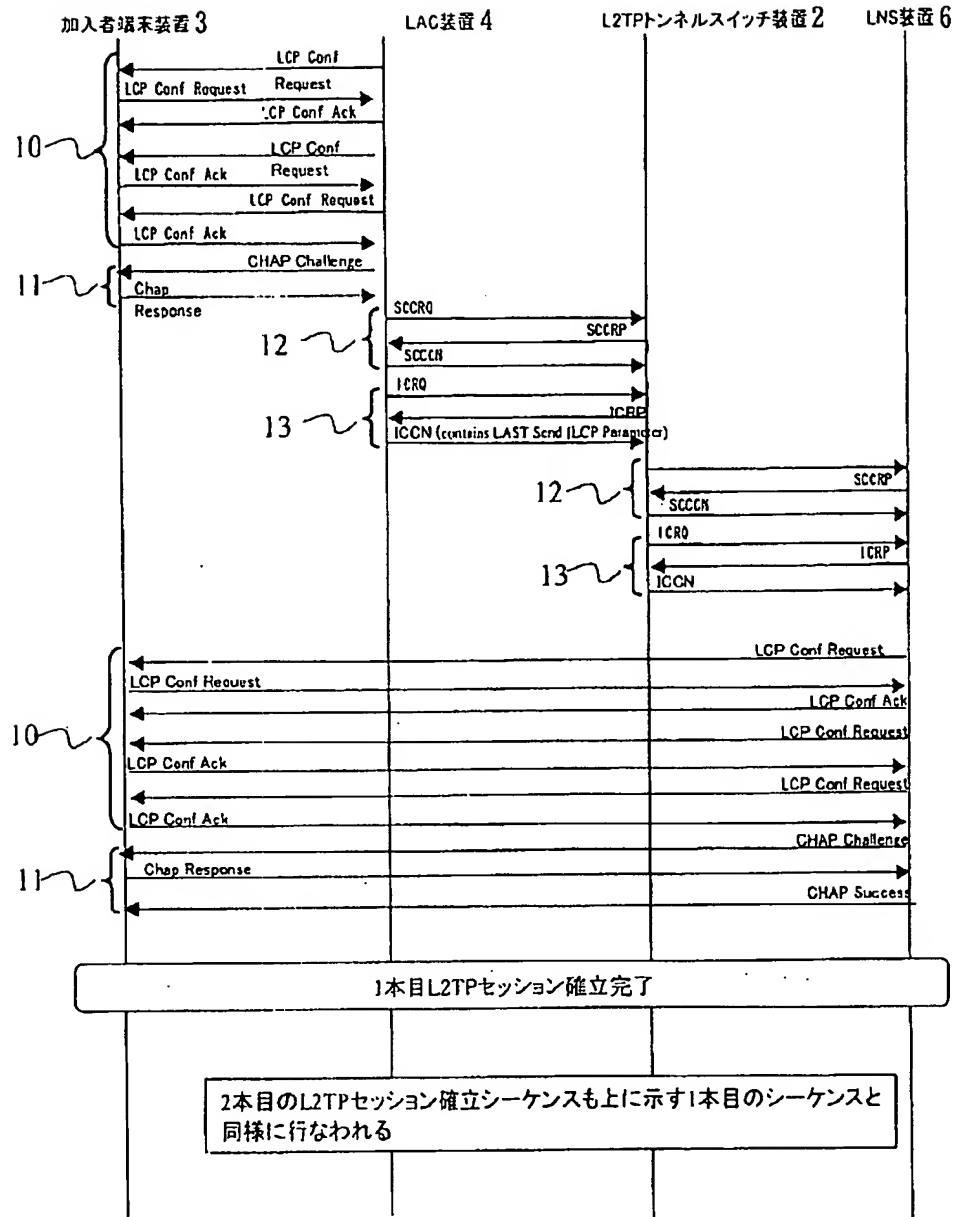 加入者端末装置3 LAC装置4 L2TPトンネルスイッチ装置2 LNS装置6
LCP Conf
LCP Conf Request Request
LCP Conf Ack
10
LCP Conf
LCP Conf Ack Request
LCP Conf Request
LCP Conf Ack
CHAP Challenge
11
Chap
Response
SCCRQ
12
SCCRP
SCCCN
ICRQ
13
ICRP
ICCN (contains LAST Send LCP Parameter)
12
SCCRP
SCCCN
ICRQ
13
ICRP
ICCN
LCP Conf Request
LCP Conf Request
LCP Conf Ack
10
LCP Conf Request
LCP Conf Ack
LCP Conf Request
LCP Conf Ack
CHAP Challenge
11
Chap Response
CHAP Success
1本目L2TPセッション確立完了
2本目のL2TPセッション確立シーケンスも上に示す1本目のシーケンスと
同様に行なわれる